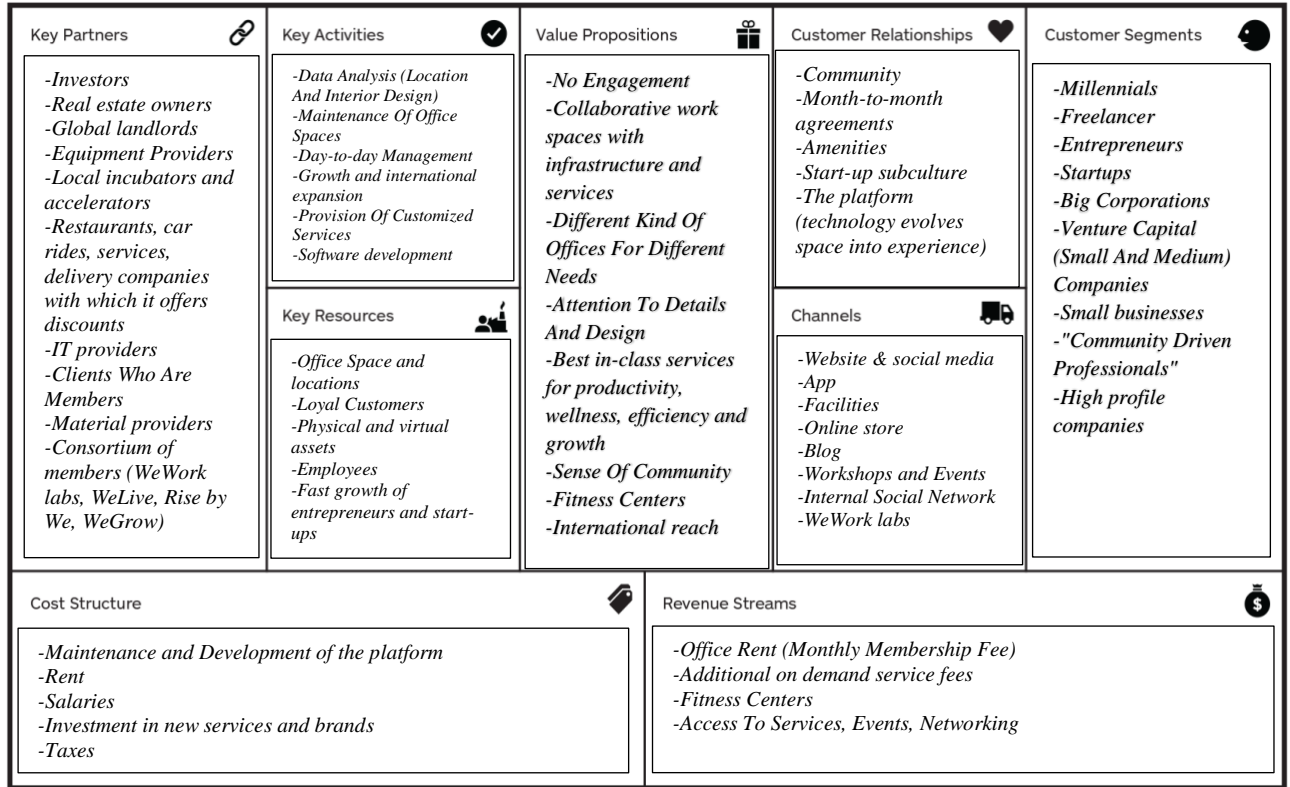 Key Partners
-Investors
-Real estate owners
-Global landlords
-Equipment Providers
-Local incubators and
accelerators
-Restaurants, car
rides, services,
delivery companies
with which it offers
discounts
-IT providers
-Clients Who Are
Members
-Material providers
-Consortium of
members (WeWork
labs, WeLive, Rise by
We, WeGrow)
Key Activities
-Data Analysis (Location
And Interior Design)
-Maintenance Of Office
Spaces
-Day-to-day Management
-Growth and international
expansion
-Provision Of Customized
Services
-Software development
Key Resources
-Office Space and
locations
-Loyal Customers
-Physical and virtual
assets
-Employees
-Fast growth of
entrepreneurs and start-
ups
Value Propositions
-No Engagement
-Collaborative work
spaces with
infrastructure and
services
-Different Kind Of
Offices For Different
Needs
-Attention To Details
And Design
-Best in-class services
for productivity,
wellness, efficiency and
growth
-Sense Of Community
-Fitness Centers
-International reach
Customer Relationships
-Community
-Month-to-month
agreements
-Amenities
-Start-up subculture
-The platform
(technology evolves
space into experience)
Channels
-Website & social media
-App
-Facilities
-Online store
-Blog
-Workshops and Events
-Internal Social Network
-WeWork labs
Customer Segments
-Millennials
-Freelancer
-Entrepreneurs
-Startups
-Big Corporations
-Venture Capital
(Small And Medium)
Companies
-Small businesses
-"Community Driven
Professionals"
-High profile
companies
Cost Structure
-Maintenance and Development of the platform
-Rent
-Salaries
-Investment in new services and brands
-Taxes
Revenue Streams
$
-Office Rent (Monthly Membership Fee)
-Additional on demand service fees
-Fitness Centers
-Access To Services, Events, Networking